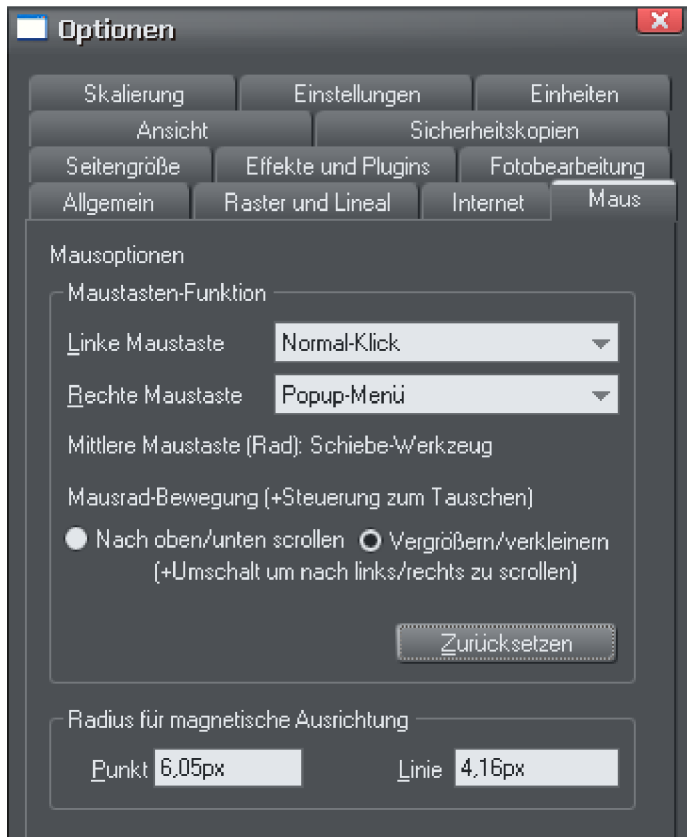 Optionen
Skalierung Einstellungen Einheiten
Ansicht Sicherheitskopien
Seitengröße Effekte und Plugins Fotobearbeitung
Allgemein Raster und Lineal Internet Maus
Mausoptionen
Maustasten-Funktion
Linke Maustaste Normal-Klick
Rechte Maustaste Popup-Menü
Mittlere Maustaste (Rad): Schiebe-Werkzeug
Mausrad-Bewegung (+Steuerung zum Tauschen)
Nach oben/unten scrollen Vergrößern/verkleinern
(+Umschalt um nach links/rechts zu scrollen)
Zurücksetzen
Radius für magnetische Ausrichtung
Punkt 6,05px Linie 4,16px